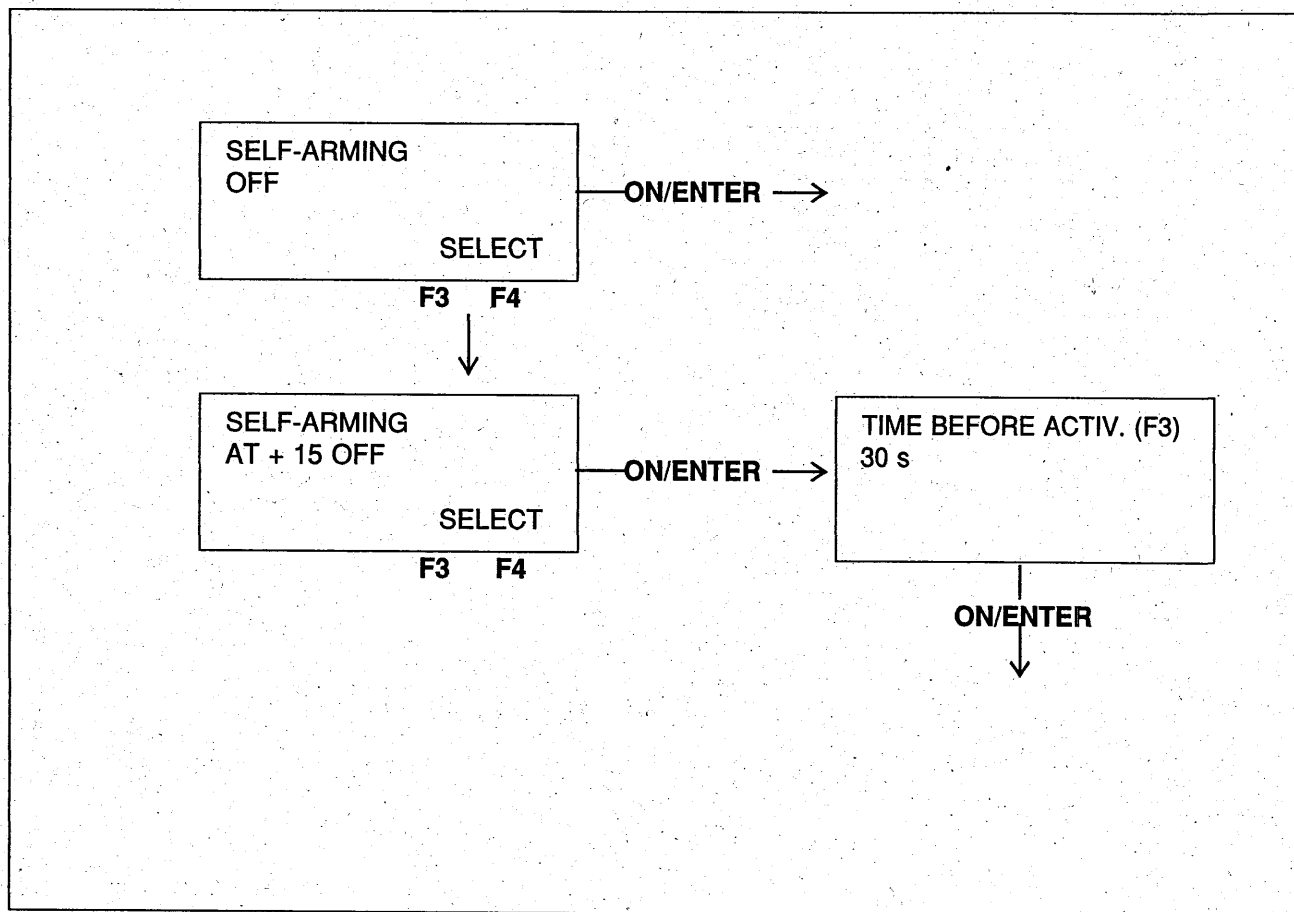 SELF-ARMING
OFF
ON/ENTER
SELECT
F3 F4
SELF-ARMING
AT + 15 OFF
ON/ENTER
SELECT
F3 F4
TIME BEFORE ACTIV. (F3)
30 s
ON/ENTER